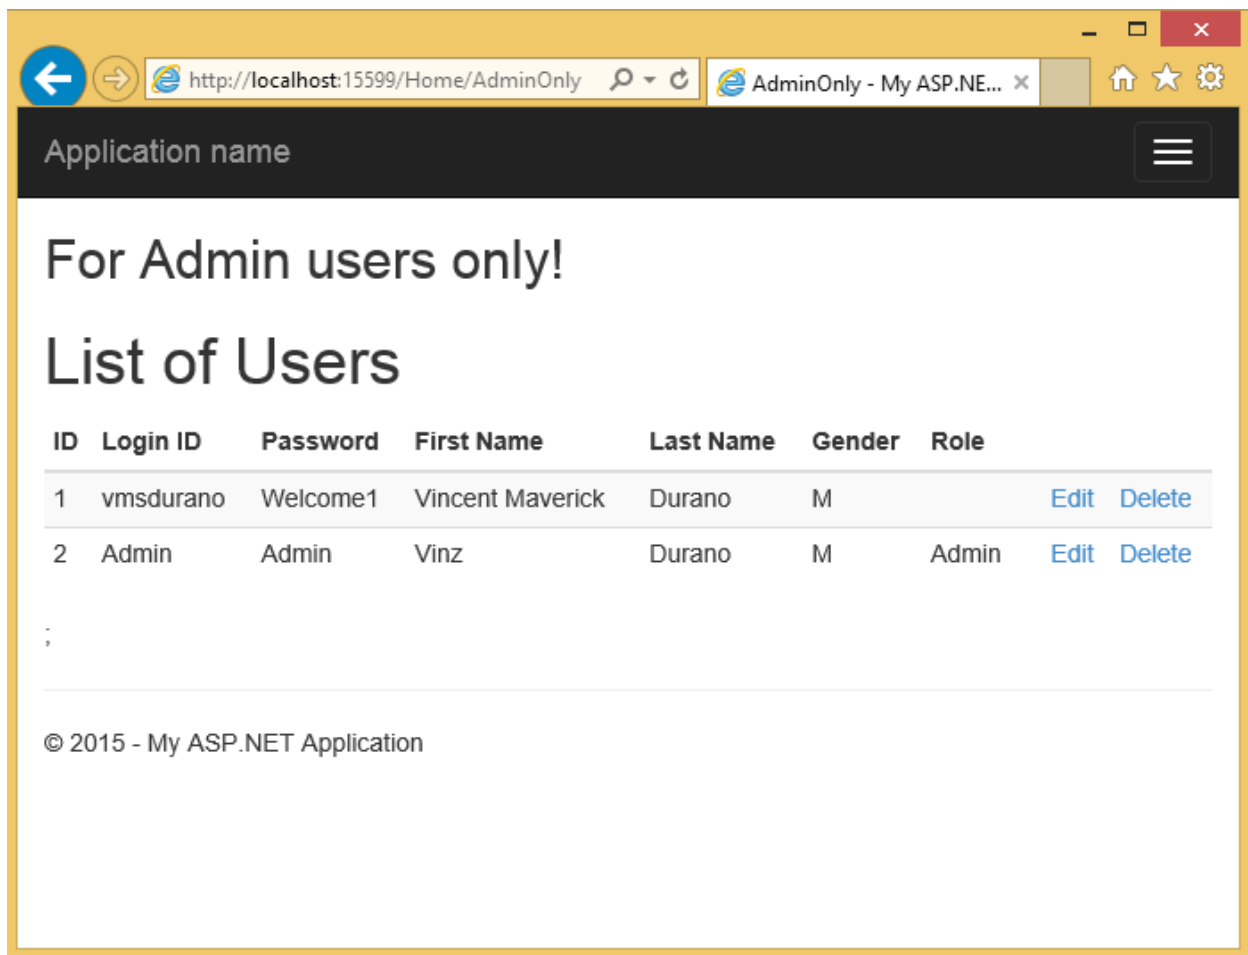 http://localhost:15599/Home/AdminOnly AdminOnly - My ASP.NE...
Application name
For Admin users only!
List of Users
ID Login ID Password First Name Last Name Gender Role
1 vmsdurano Welcome1 Vincent Maverick Durano M Edit Delete
2 Admin Admin Vinz Durano M Admin Edit Delete
;
© 2015 - My ASP.NET Application